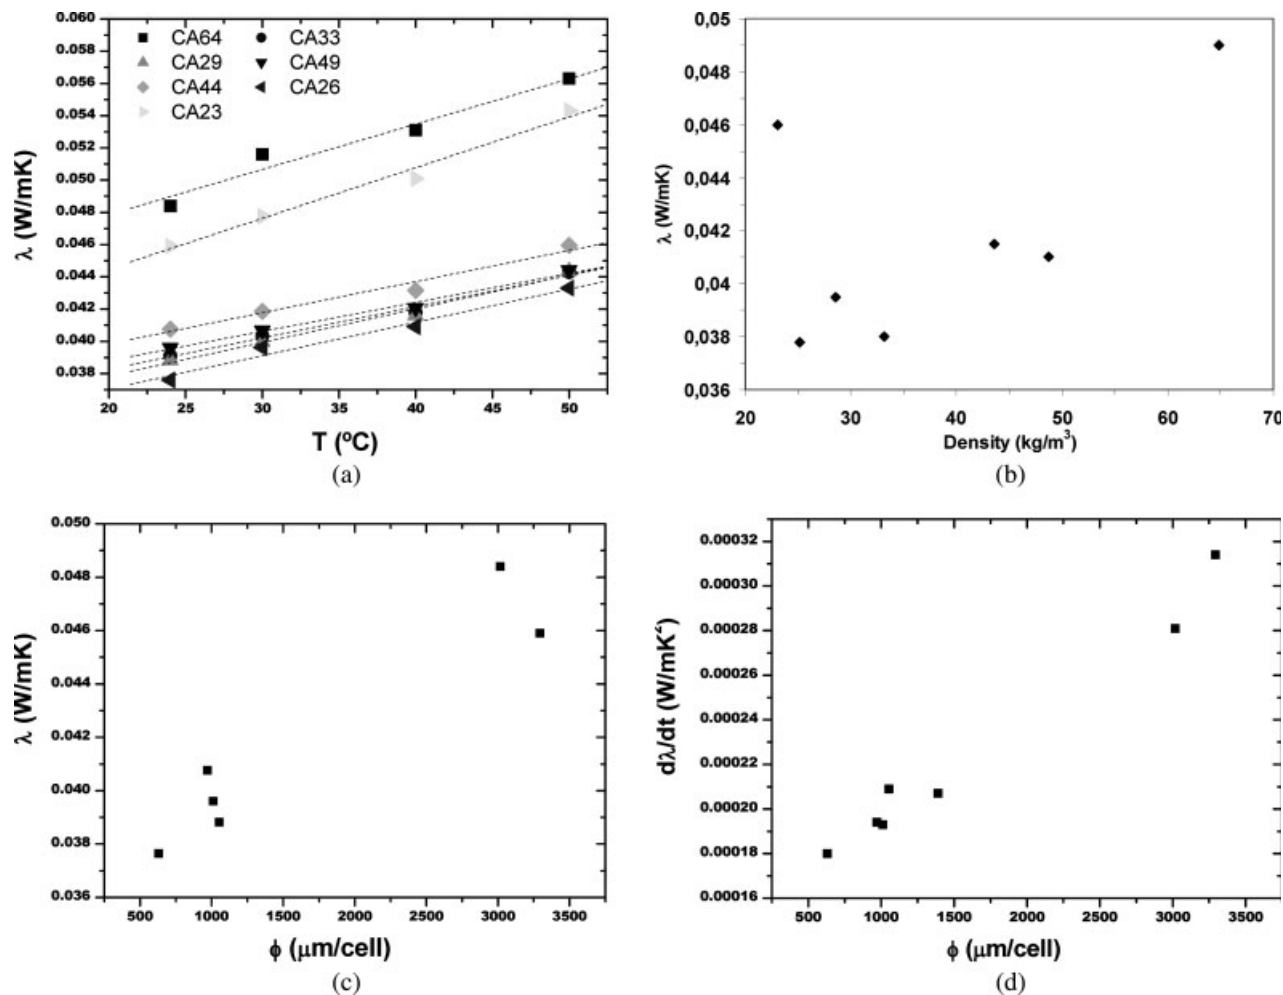 0.060
0.058
0.056
0.054
0.052
0.050
0.048
0.046
0.044
0.042
0.040
0.038
λ (W/mK)
CA64 CA33
CA29 CA49
CA44 CA26
CA23
20 25 30 35 40 45 50
T (ºC)
(a)
0,05
0,048
0,046
0,044
0,042
0,04
0,038
0,036
λ (W/mK)
20 30 40 50 60 70
Density (kg/m³)
(b)
0.050
0.048
0.046
0.044
0.042
0.040
0.038
0.036
λ (W/mK)
500 1000 1500 2000 2500 3000 3500
ϕ (μm/cell)
(c)
0.00032
0.00030
0.00028
0.00026
0.00024
0.00022
0.00020
0.00018
0.00016
dλ/dt (W/mK²)
500 1000 1500 2000 2500 3000 3500
ϕ (μm/cell)
(d)